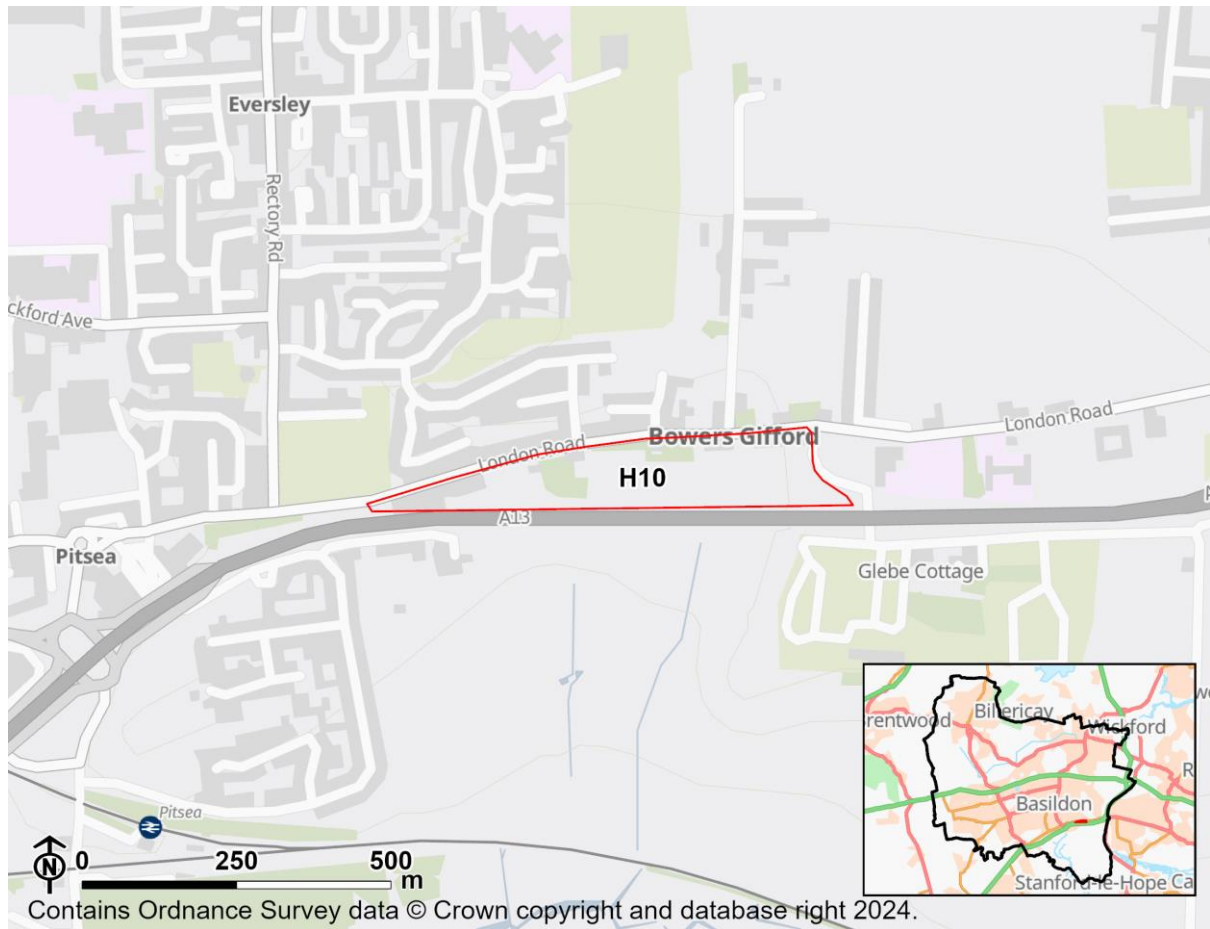 Eversley
Rectory Rd
ckford Ave
London Road
London Road
Bowers Gifford
H10
A13
Pitsea
Glebe Cottage
Pitsea
N
0 250 500
m
Contains Ordnance Survey data © Crown copyright and database right 2024.
Brentwood
Billericay
Wickford
Basildon
Stanford-le-Hope
Ca
R